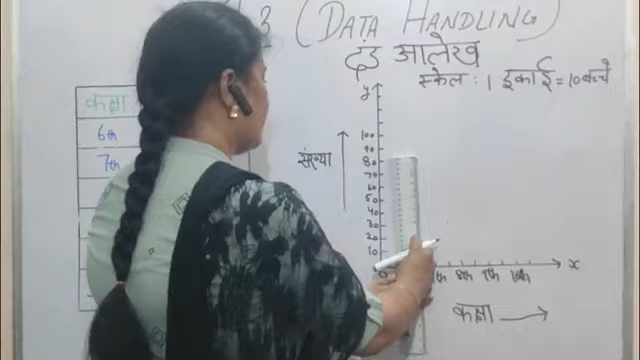 3 (DATA HANDLING)
दंड आलेख
स्केल : 1 इकाई = 10 बच्चे
कक्षा
6th
7th
y
संख्या
100
90
80
70
60
50
40
30
20
10
0
8th 9th 10th x
कक्षा